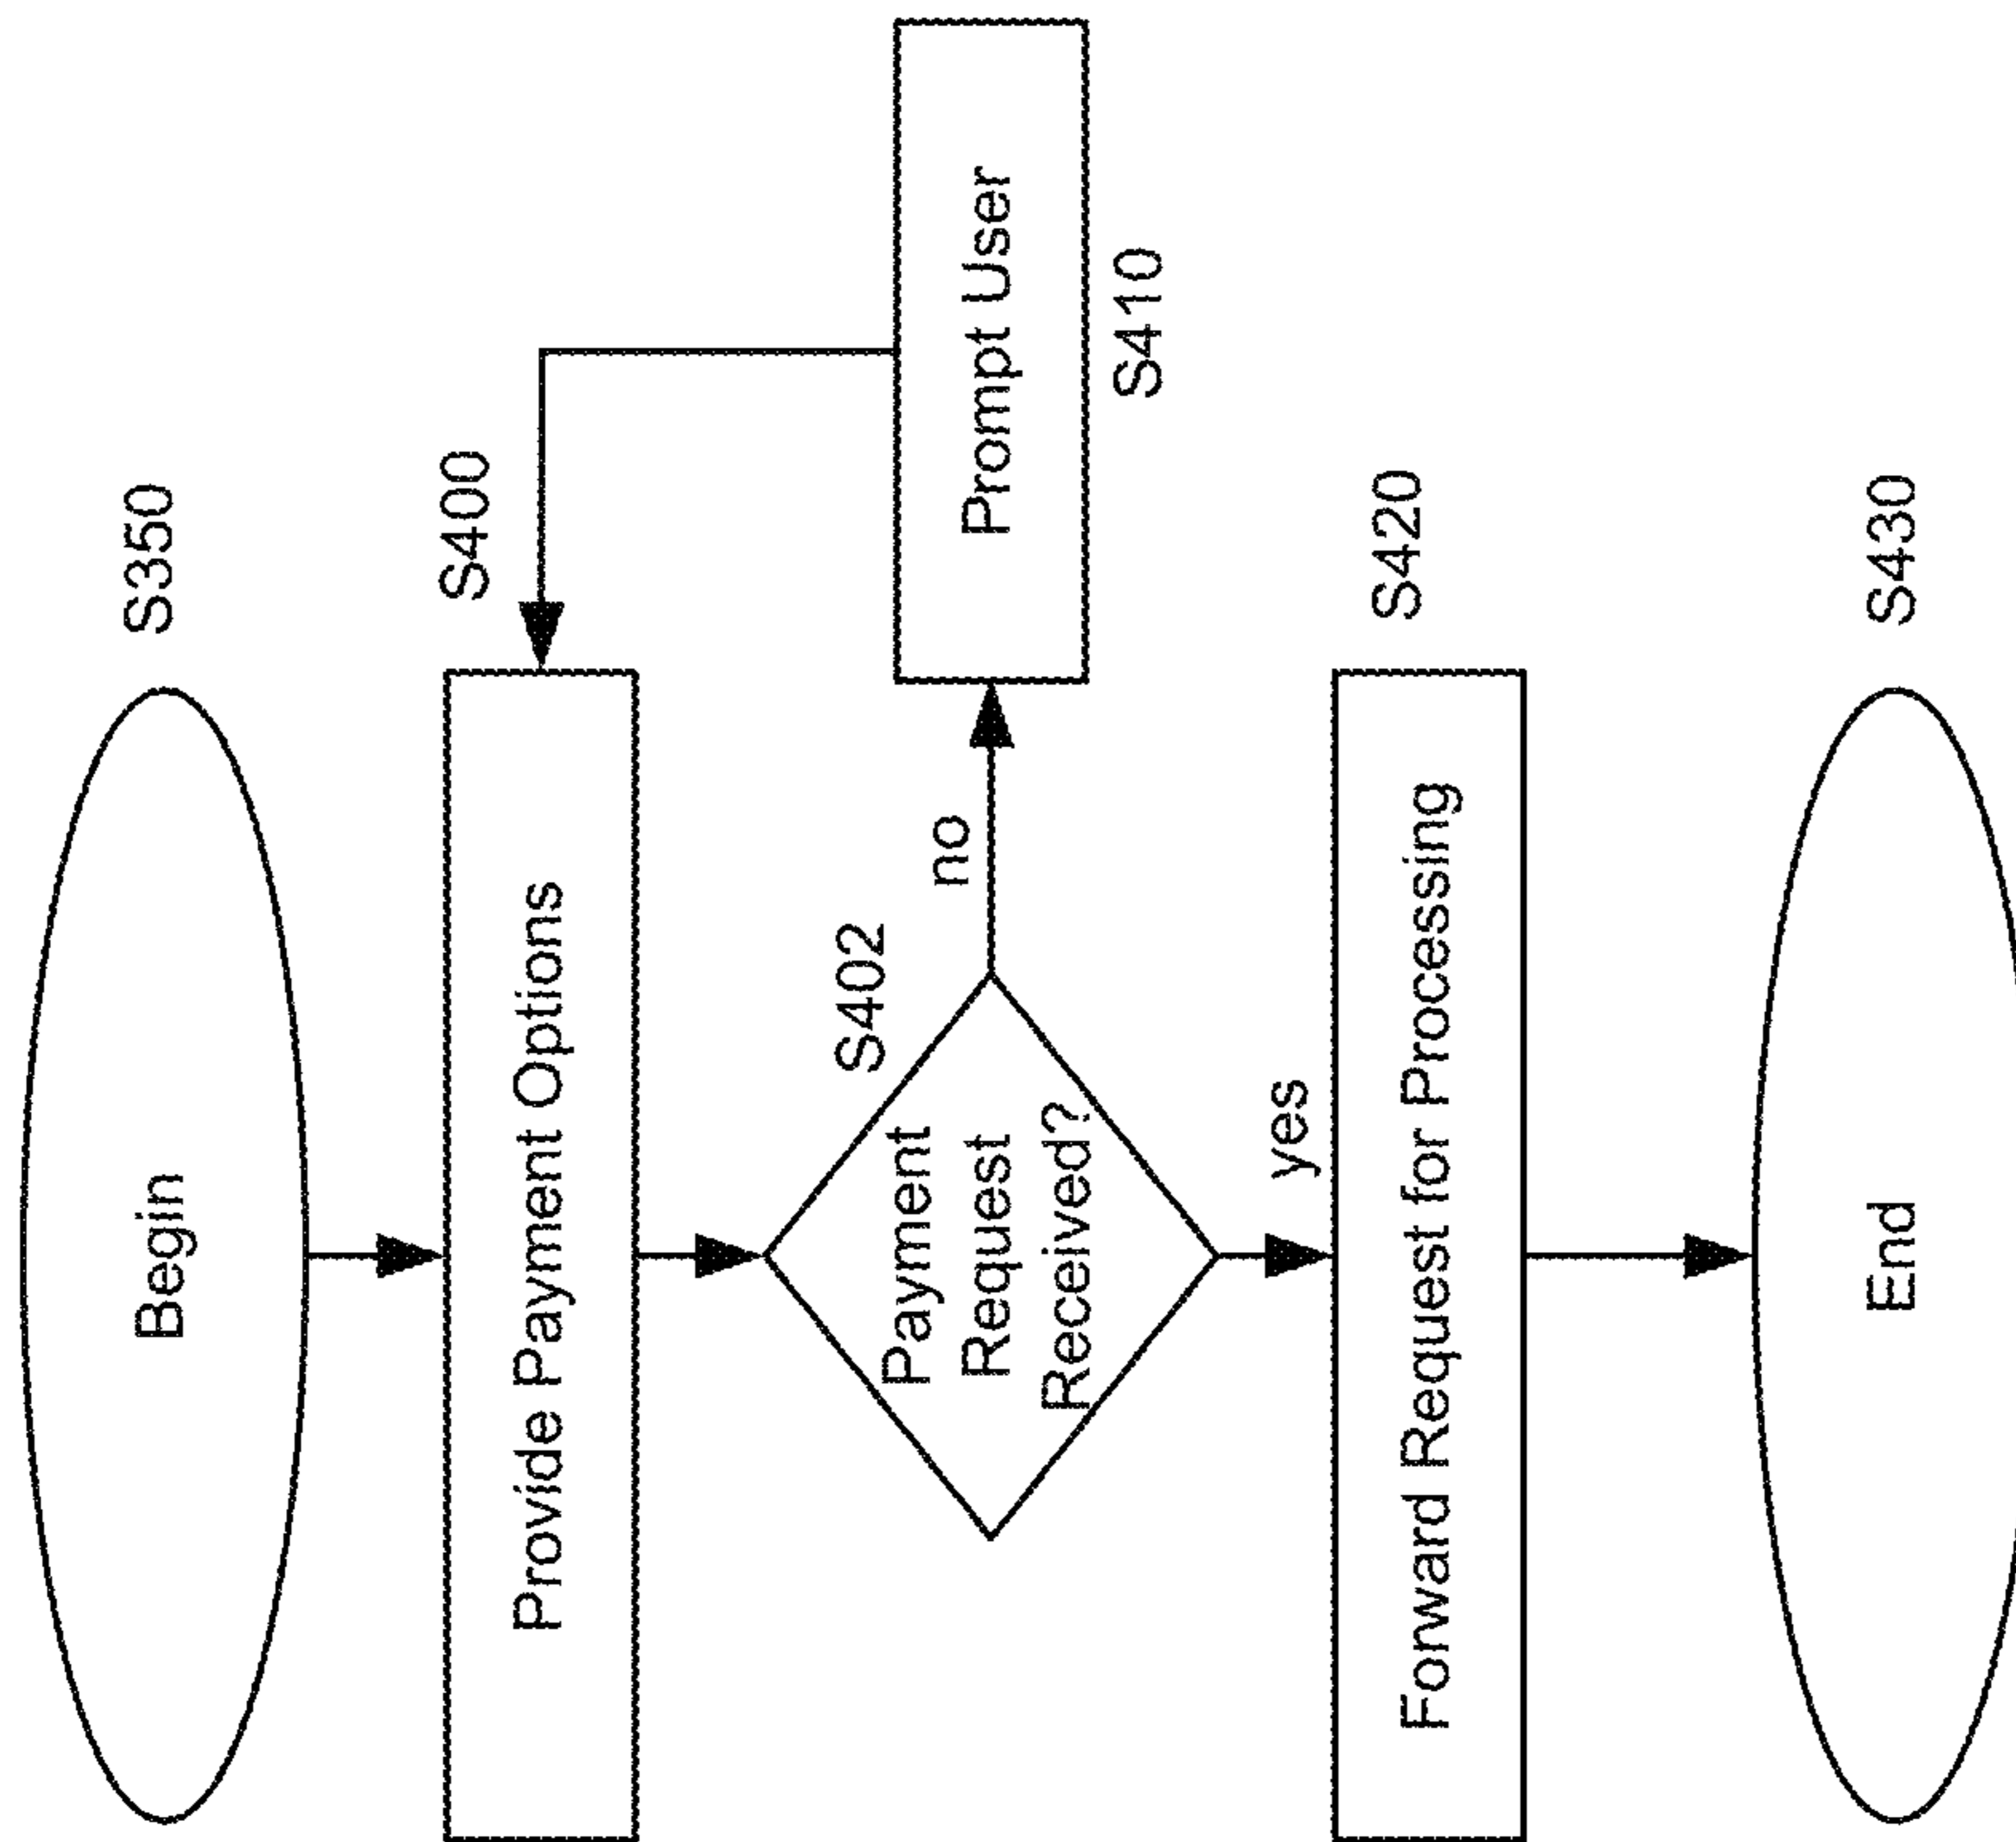 Begin
S350
Provide Payment Options
S400
Payment
Request
Received?
S402
no
Prompt User
S410
yes
Forward Request for Processing
S420
End
S430